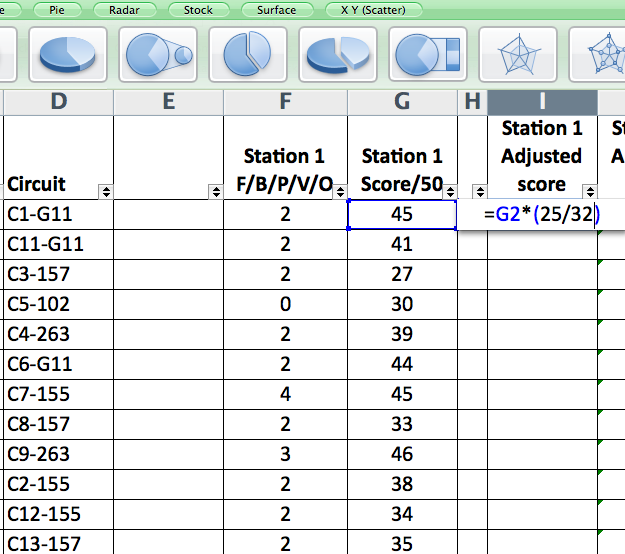 e Pie Radar Stock Surface X Y (Scatter)
D E F G H I
Station 1 St
Station 1 Station 1 Adjusted A
Circuit F/B/P/V/O Score/50 score
C1-G11 2 45 =G2*(25/32)
C11-G11 2 41
C3-157 2 27
C5-102 0 30
C4-263 2 39
C6-G11 2 44
C7-155 4 45
C8-157 2 33
C9-263 3 46
C2-155 2 38
C12-155 2 34
C13-157 2 35